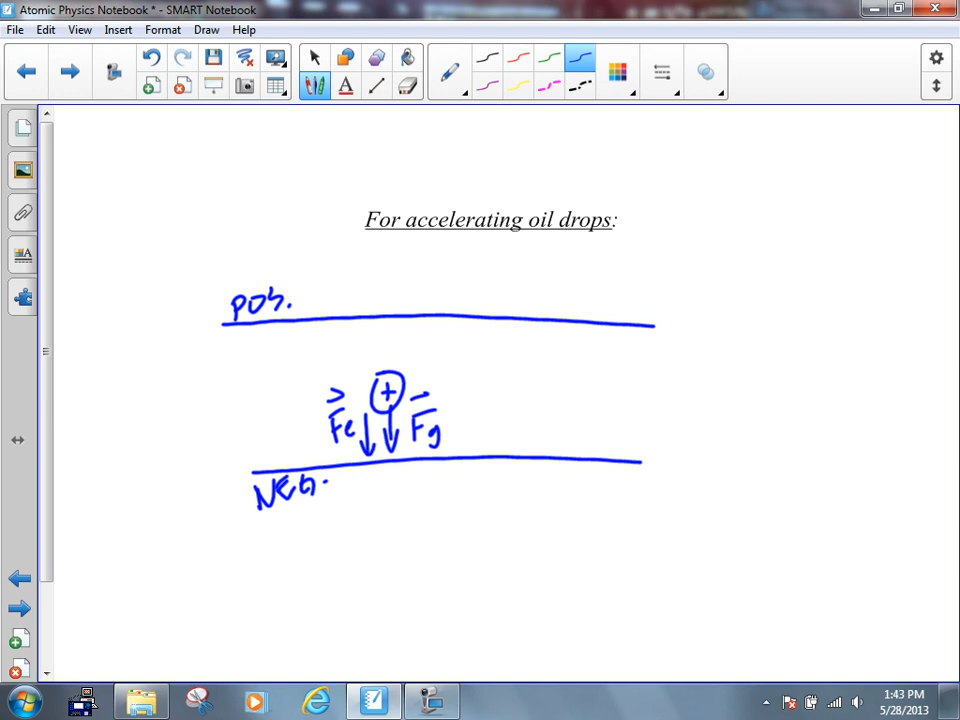 Atomic Physics Notebook * - SMART Notebook
File Edit View Insert Format Draw Help
For accelerating oil drops:
POS.
+
Fe Fg
NEG.
1:43 PM
5/28/2013